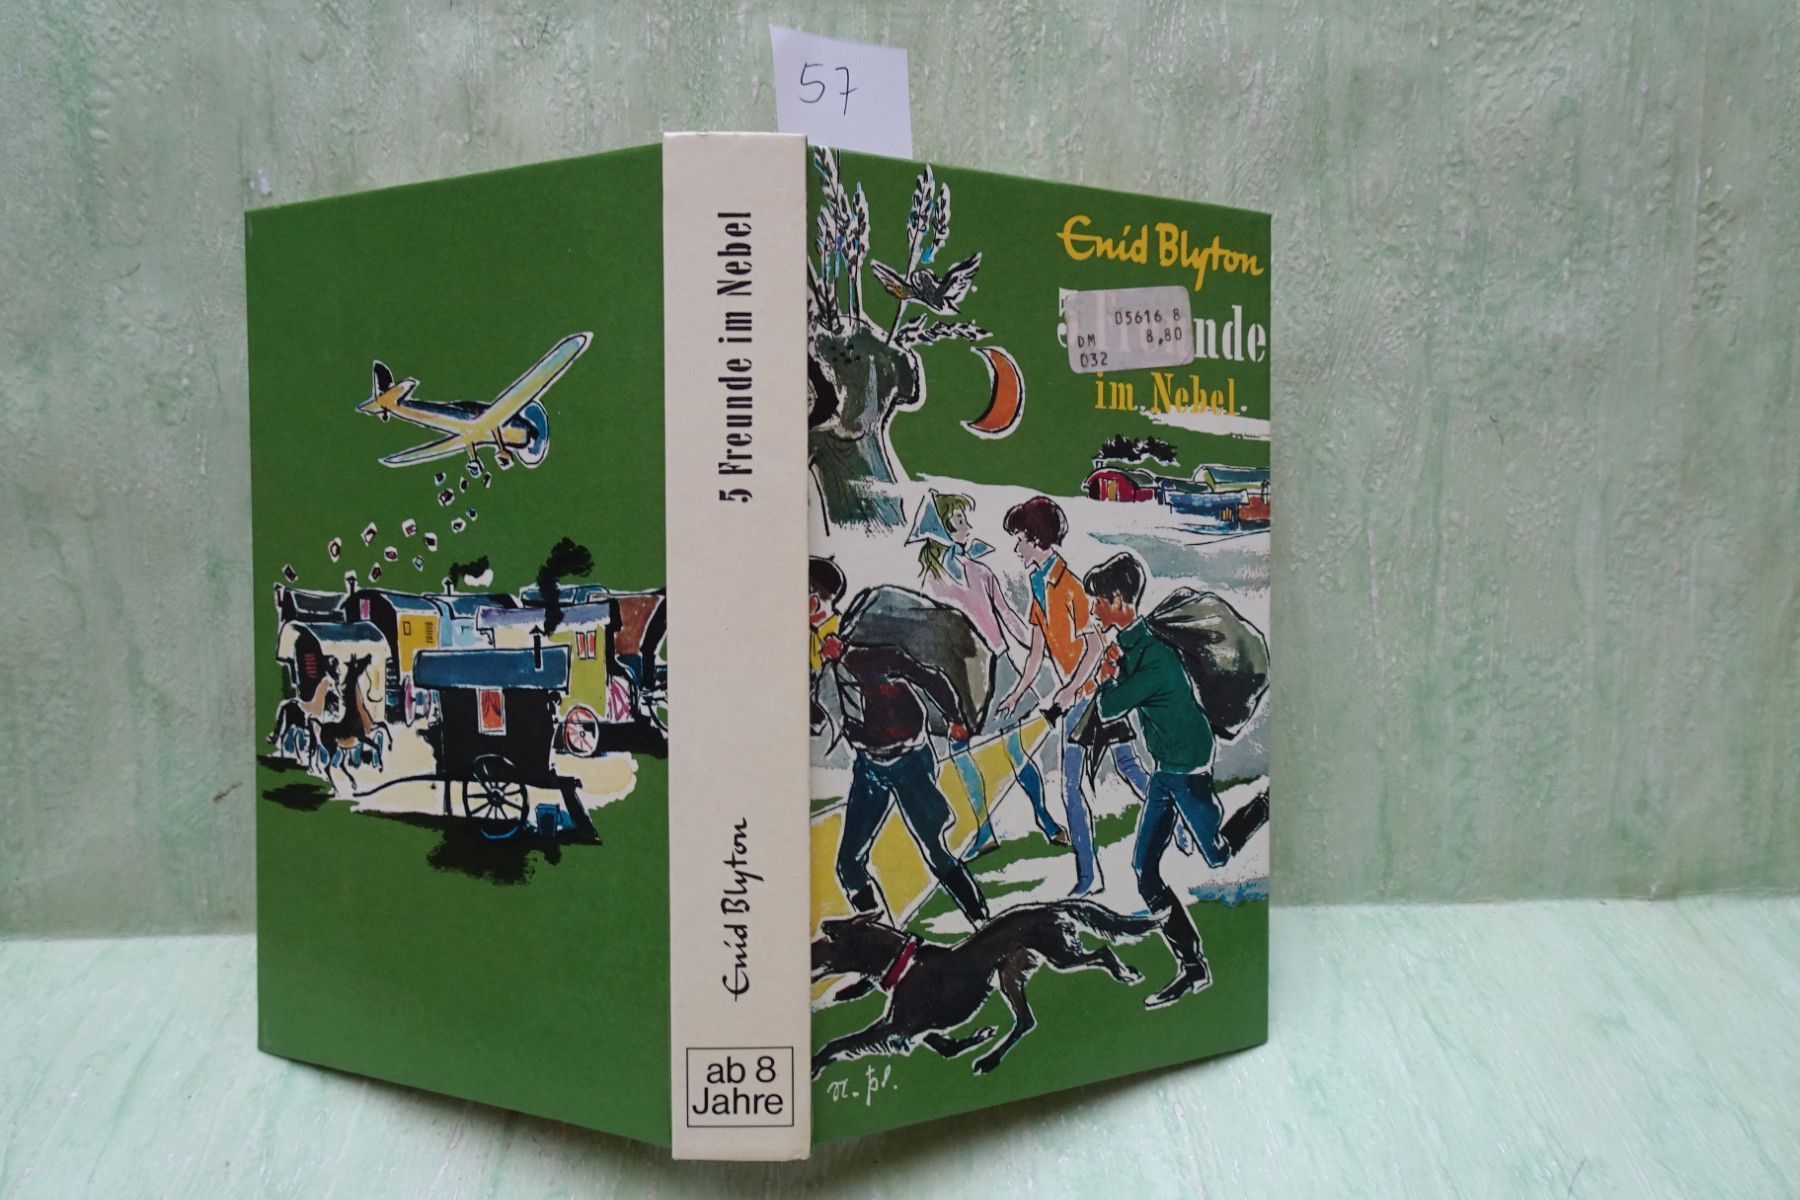 57
5 Freunde im Nebel
Enid Blyton
ab 8
Jahre
Enid Blyton
05616 8
DM 8,80
032
nde
im Nebel
n. pl.